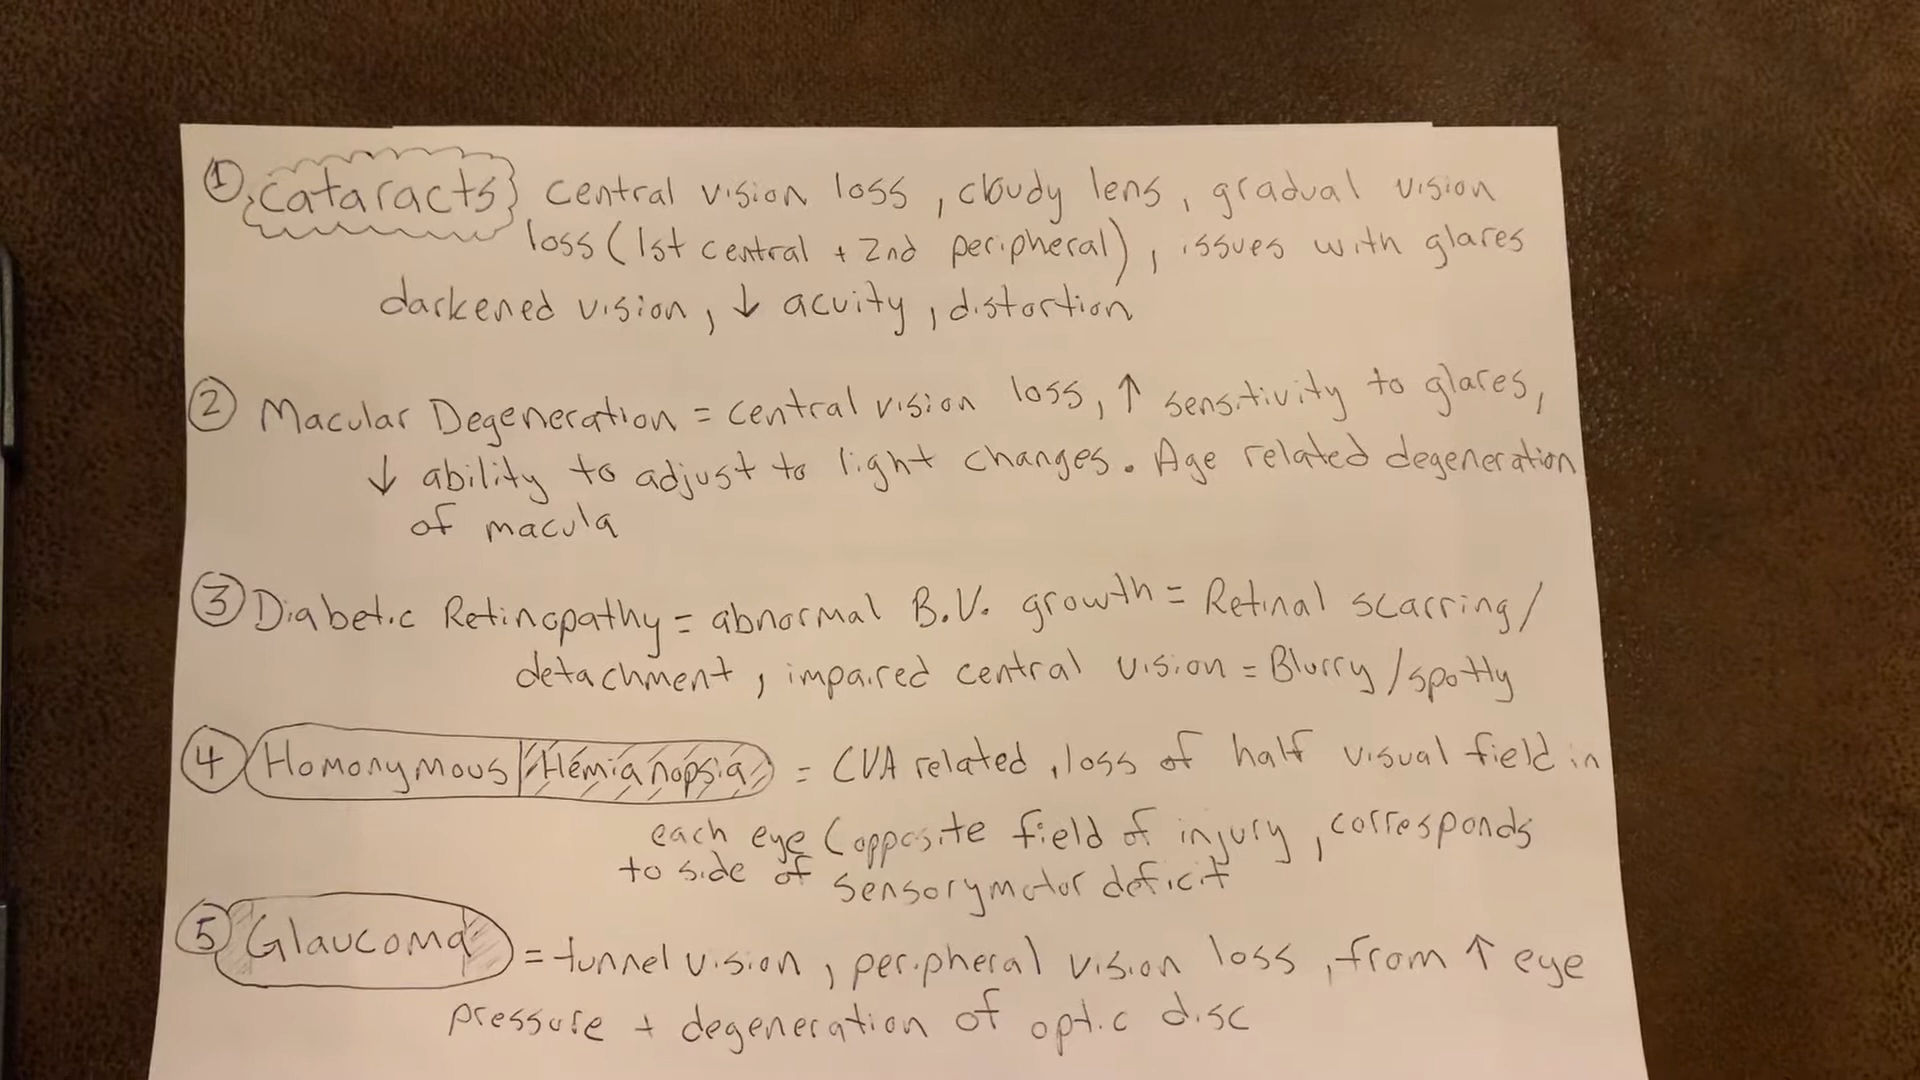 ① Cataracts central vision loss, cloudy lens, gradual vision
loss (1st central + 2nd peripheral), issues with glares
darkened vision, ↓ acuity, distortion
② Macular Degeneration = central vision loss, ↑ sensitivity to glares,
↓ ability to adjust to light changes. Age related degeneration
of macula
③ Diabetic Retinopathy = abnormal B.V. growth = Retinal scarring/
detachment, impaired central vision = Blurry/spotty
④ Homonymous Hemianopsia = CVA related, loss of half visual field in
each eye (opposite field of injury, corresponds
to side of sensorymotor deficit
⑤ Glaucoma = tunnel vision, peripheral vision loss, from ↑ eye
pressure + degeneration of optic disc